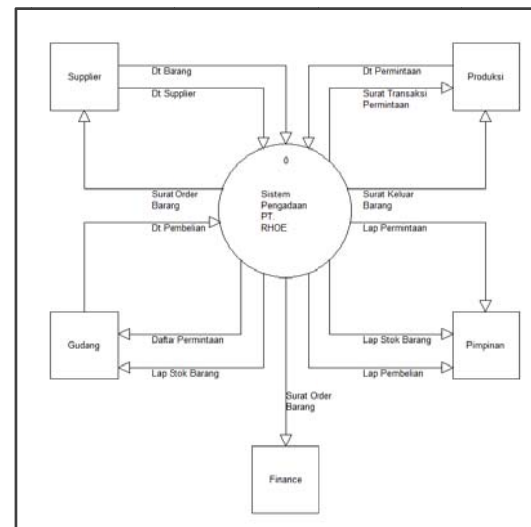 Supplier
Dt Barang
Dt Supplier
Dt Permintaan
Surat Transaksi
Permintaan
Produksi
0
Sistem
Pengadaan
PT.
RHOE
Surat Order
Barang
Dt Pembelian
Surat Keluar
Barang
Lap Permintaan
Gudang
Daftar Permintaan
Lap Stok Barang
Lap Stok Barang
Lap Pembelian
Pimpinan
Surat Order
Barang
Finance